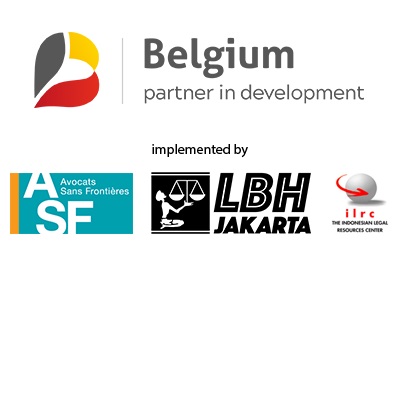 Belgium
partner in development
implemented by
A
SF
Avocats
Sans Frontières
LBH
JAKARTA
ilrc
THE INDONESIAN LEGAL
RESOURCES CENTER